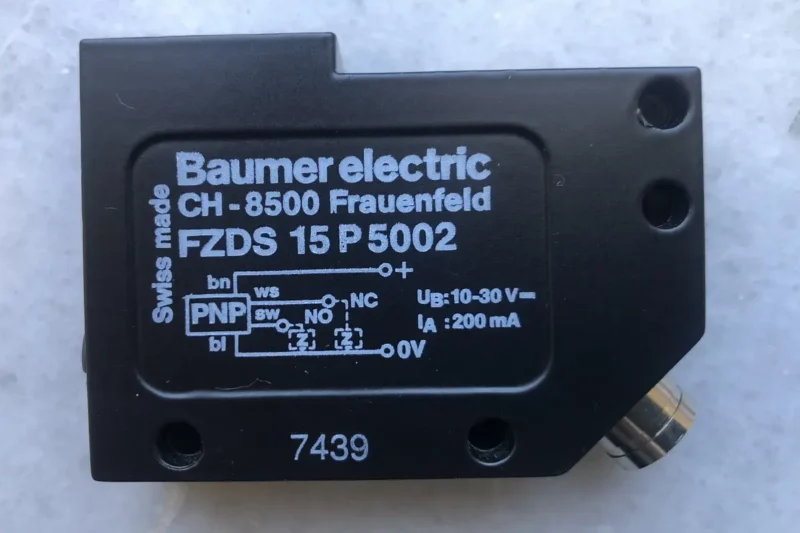 Baumer electric
CH-8500 Frauenfeld
FZDS 15 P 5002
Swiss made
bn
+
ws
NC
PNP
sw
NO
Z
Z
bl
0V
UB: 10-30 V⎓
IA : 200 mA
7439